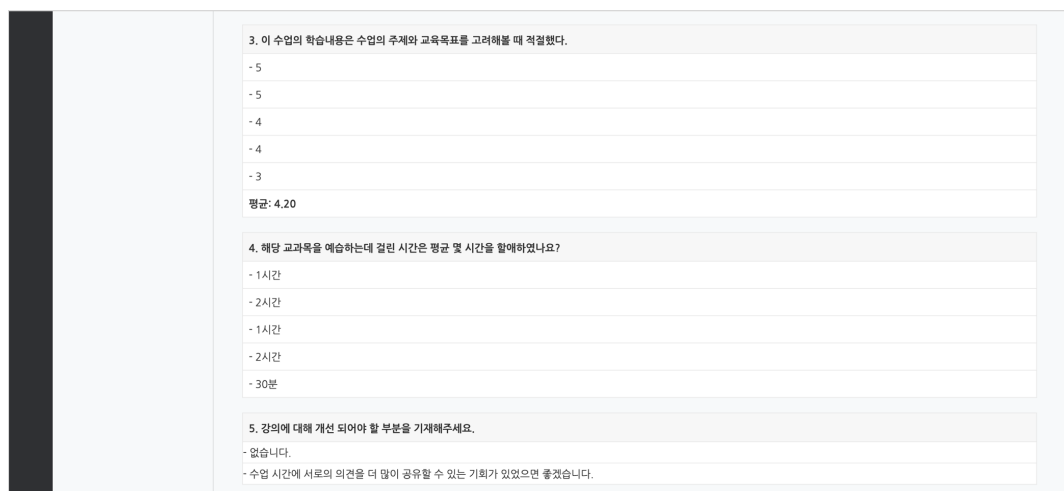 3. 이 수업의 학습내용은 수업의 주제와 교육목표를 고려해볼 때 적절했다.
- 5
- 5
- 4
- 4
- 3
평균: 4.20
4. 해당 교과목을 예습하는데 걸린 시간은 평균 몇 시간을 할애하였나요?
- 1시간
- 2시간
- 1시간
- 2시간
- 30분
5. 강의에 대해 개선 되어야 할 부분을 기재해주세요.
- 없습니다.
- 수업 시간에 서로의 의견을 더 많이 공유할 수 있는 기회가 있었으면 좋겠습니다.